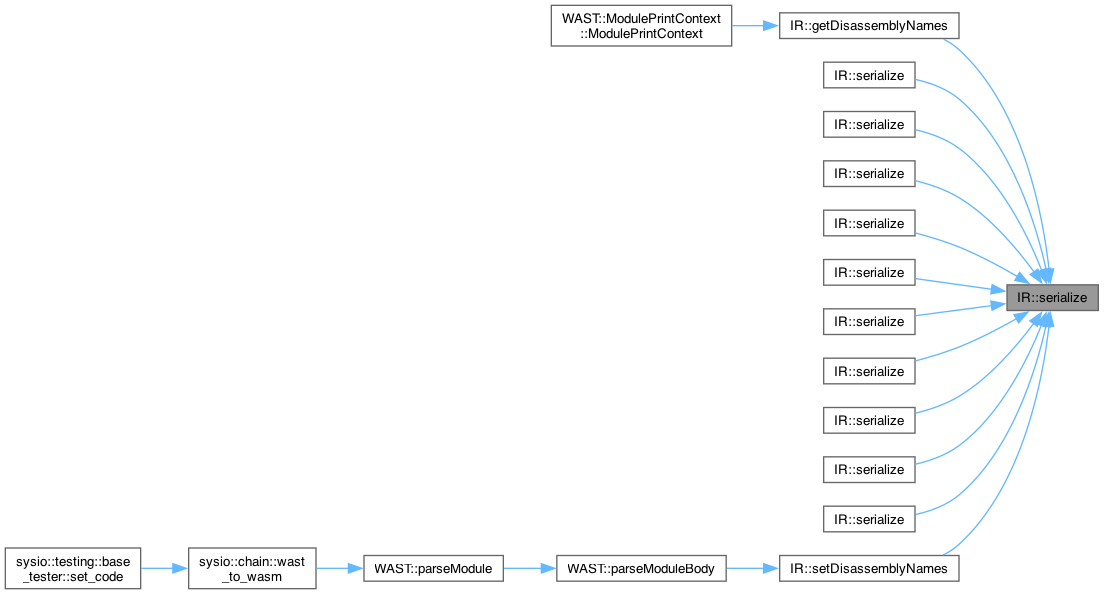 WAST::ModulePrintContext
::ModulePrintContext
IR::getDisassemblyNames
IR::serialize
IR::serialize
IR::serialize
IR::serialize
IR::serialize
IR::serialize
IR::serialize
IR::serialize
IR::serialize
IR::serialize
IR::serialize
sysio::testing::base
_tester::set_code
sysio::chain::wast
_to_wasm
WAST::parseModule
WAST::parseModuleBody
IR::setDisassemblyNames